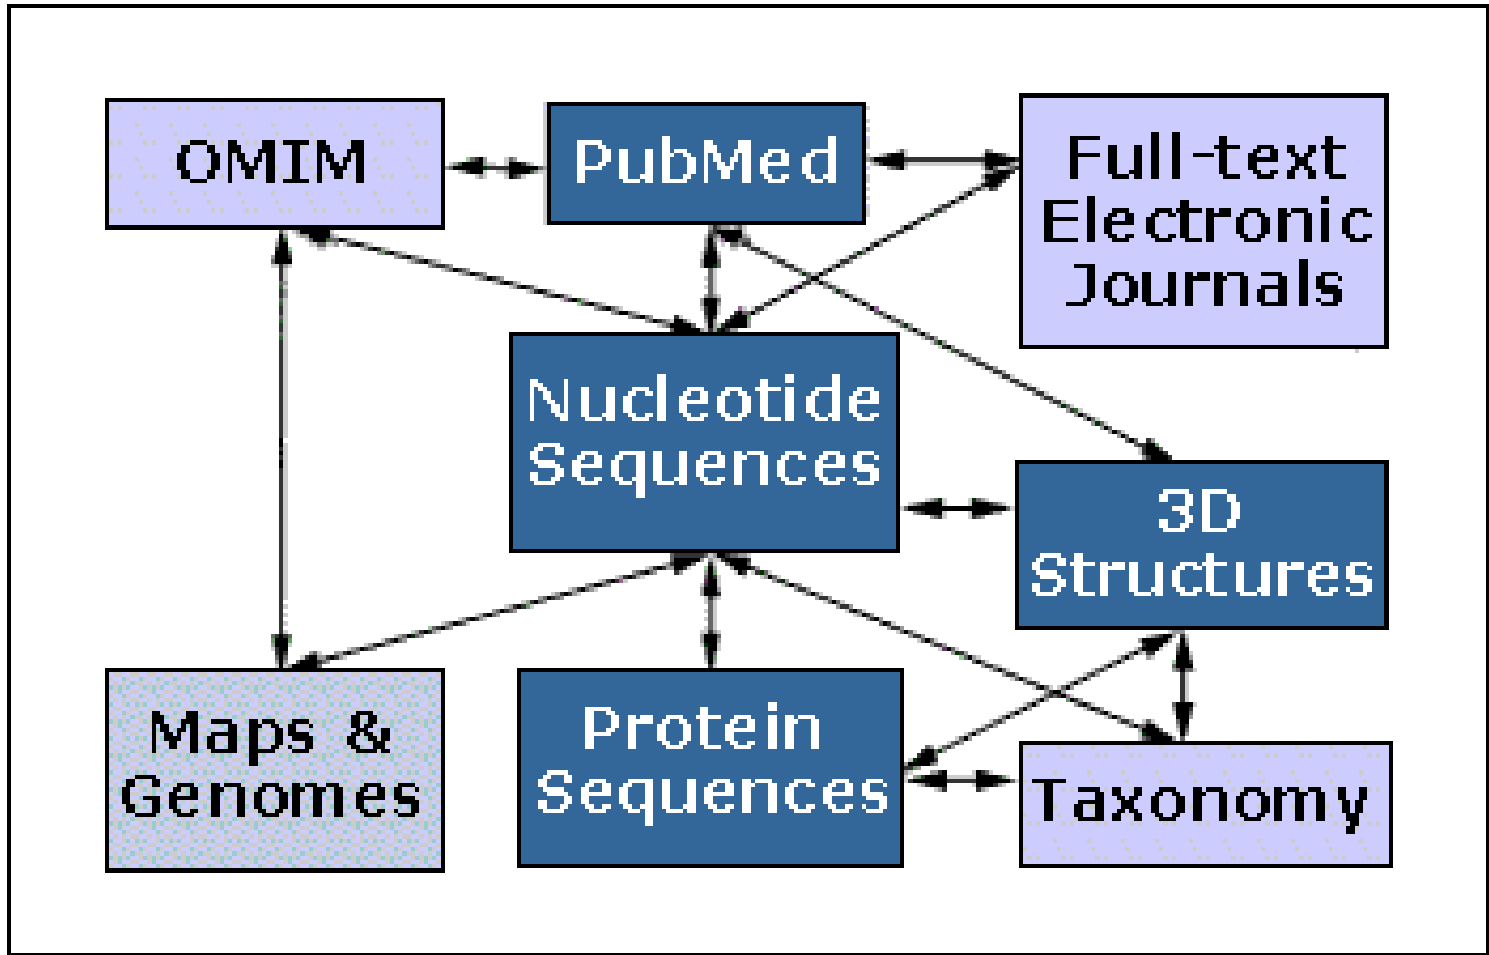 OMIM
PubMed
Full-text
Electronic
Journals
Nucleotide
Sequences
3D
Structures
Maps &
Genomes
Protein
Sequences
Taxonomy